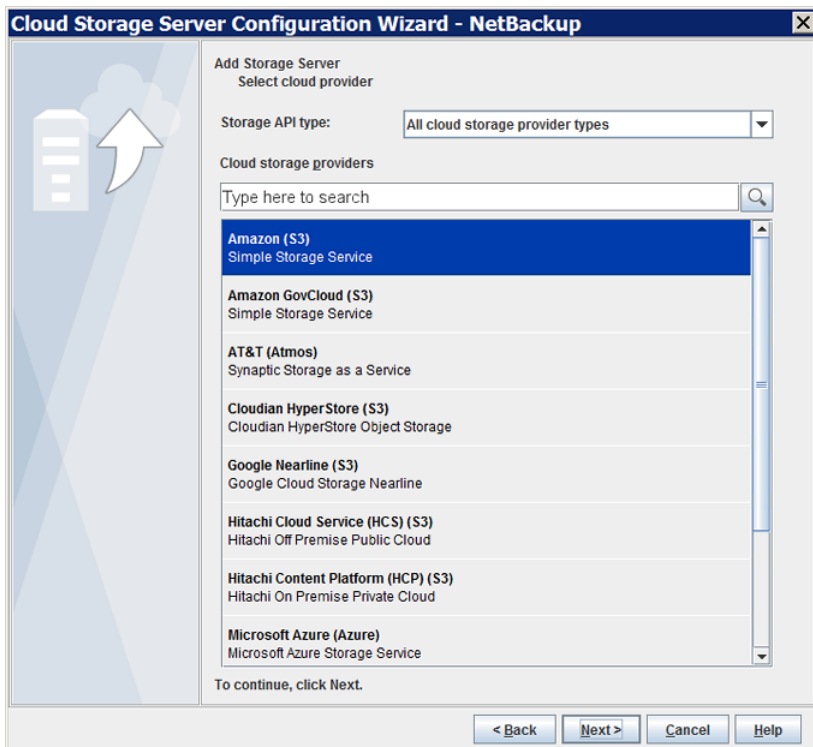 Cloud Storage Server Configuration Wizard - NetBackup
Add Storage Server
Select cloud provider
Storage API type:
All cloud storage provider types
Cloud storage providers
Type here to search
Amazon (S3)
Simple Storage Service
Amazon GovCloud (S3)
Simple Storage Service
AT&T (Atmos)
Synaptic Storage as a Service
Cloudian HyperStore (S3)
Cloudian HyperStore Object Storage
Google Nearline (S3)
Google Cloud Storage Nearline
Hitachi Cloud Service (HCS) (S3)
Hitachi Off Premise Public Cloud
Hitachi Content Platform (HCP) (S3)
Hitachi On Premise Private Cloud
Microsoft Azure (Azure)
Microsoft Azure Storage Service
To continue, click Next.
< Back
Next >
Cancel
Help